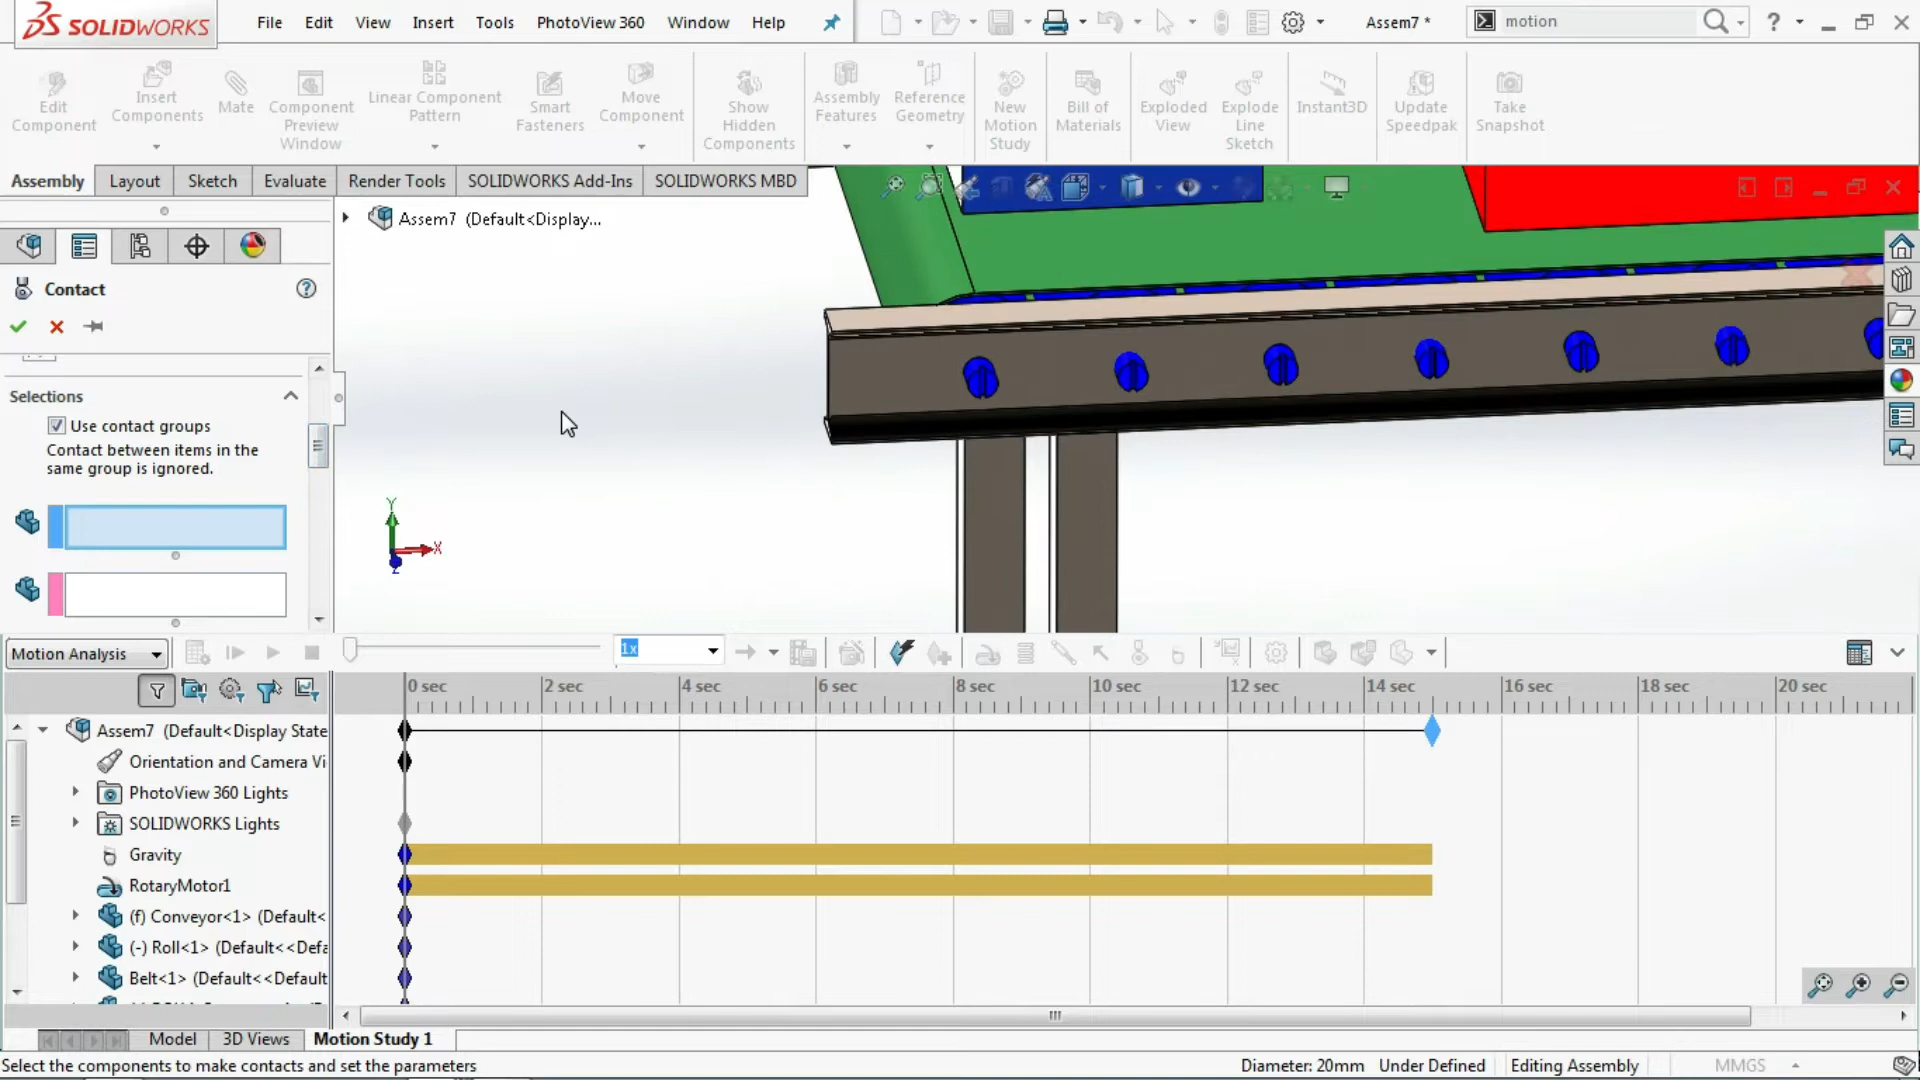 SOLIDWORKS
File Edit View Insert Tools PhotoView 360 Window Help
Assem7 *
motion
?
Edit Component
Insert Components
Mate
Component Preview Window
Linear Component Pattern
Smart Fasteners
Move Component
Show Hidden Components
Assembly Features
Reference Geometry
New Motion Study
Bill of Materials
Exploded View
Explode Line Sketch
Instant3D
Update Speedpak
Take Snapshot
Assembly Layout Sketch Evaluate Render Tools SOLIDWORKS Add-Ins SOLIDWORKS MBD
Assem7 (Default<Display...
Contact
?
Selections
Use contact groups
Contact between items in the
same group is ignored.
Y
X
Z
Motion Analysis
1x
0 sec 2 sec 4 sec 6 sec 8 sec 10 sec 12 sec 14 sec 16 sec 18 sec 20 sec
Assem7 (Default<Display State
Orientation and Camera Vi
PhotoView 360 Lights
SOLIDWORKS Lights
Gravity
RotaryMotor1
(f) Conveyor<1> (Default<
(-) Roll<1> (Default<<Defa
Belt<1> (Default<<Default
Model 3D Views Motion Study 1
Select the components to make contacts and set the parameters
Diameter: 20mm Under Defined Editing Assembly MMGS